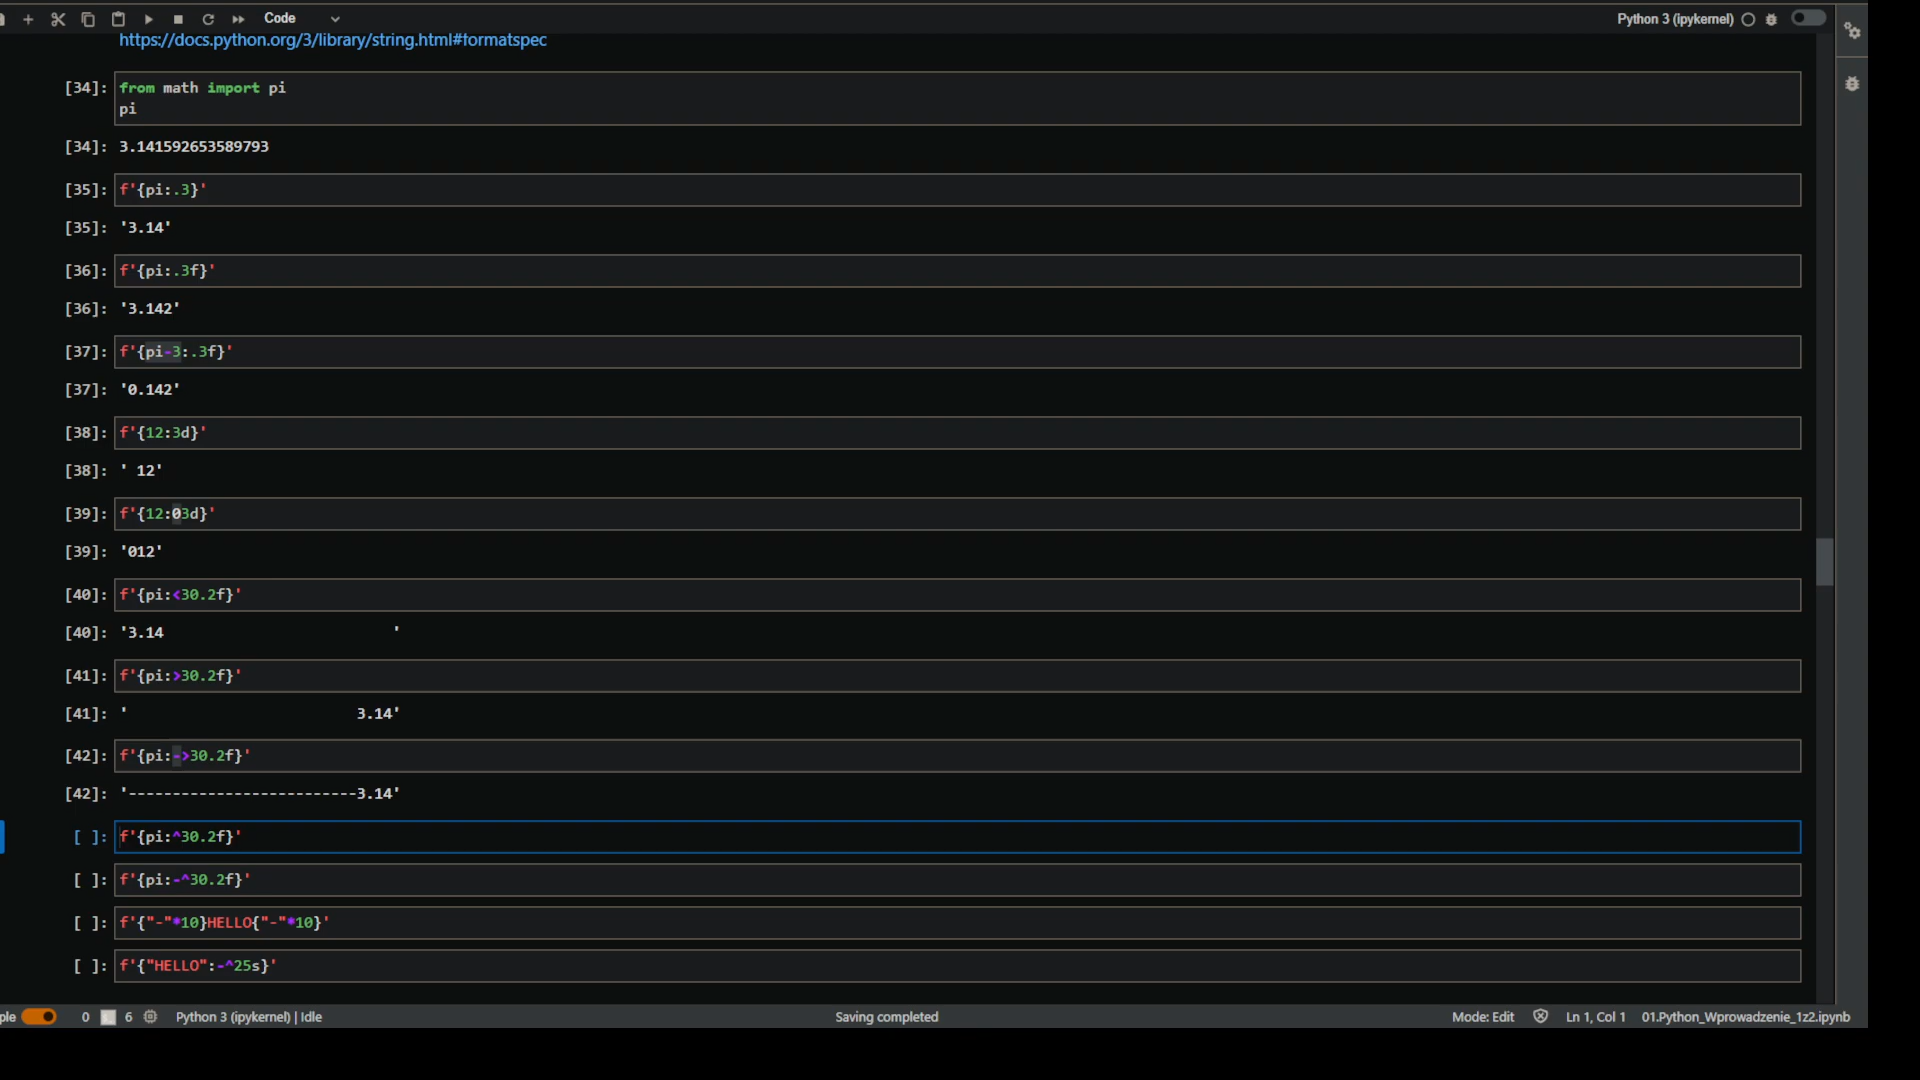 Code
Python 3 (ipykernel)
https://docs.python.org/3/library/string.html#formatspec
[34]: from math import pi
pi
[34]: 3.141592653589793
[35]: f'{pi:.3}'
[35]: '3.14'
[36]: f'{pi:.3f}'
[36]: '3.142'
[37]: f'{pi-3:.3f}'
[37]: '0.142'
[38]: f'{12:3d}'
[38]: ' 12'
[39]: f'{12:03d}'
[39]: '012'
[40]: f'{pi:<30.2f}'
[40]: '3.14                          '
[41]: f'{pi:>30.2f}'
[41]: '                          3.14'
[42]: f'{pi:->30.2f}'
[42]: '--------------------------3.14'
[ ]: f'{pi:^30.2f}'
[ ]: f'{pi:-^30.2f}'
[ ]: f'{"-"*10}HELLO{"-"*10}'
[ ]: f'{"HELLO":-^25s}'
ple 0 6 Python 3 (ipykernel) | Idle Saving completed Mode: Edit Ln 1, Col 1 01.Python_Wprowadzenie_1z2.ipynb